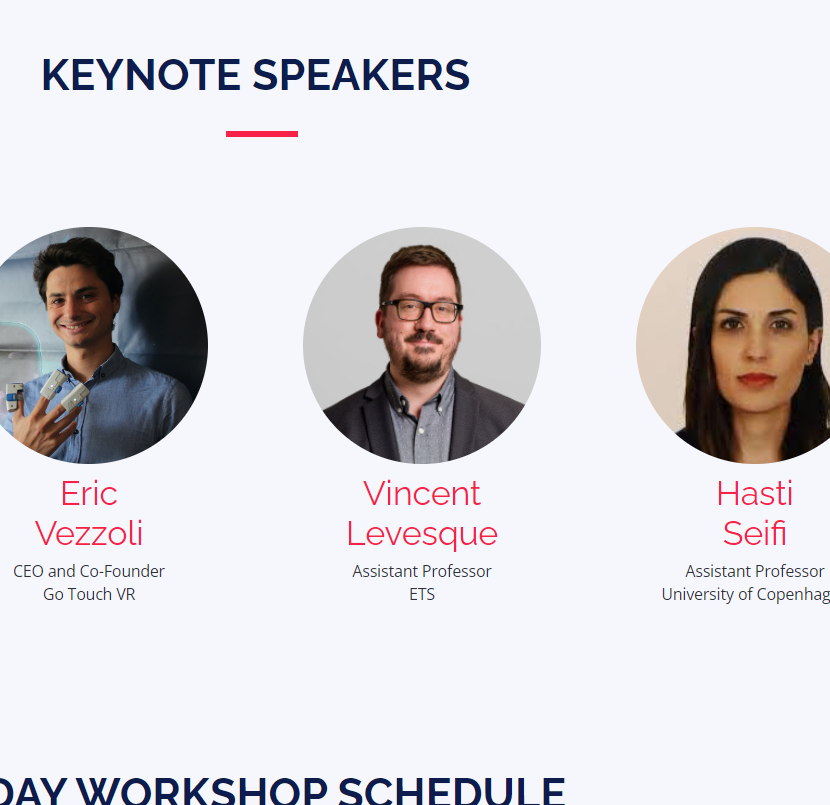 KEYNOTE SPEAKERS
Eric
Vezzoli
CEO and Co-Founder
Go Touch VR
Vincent
Levesque
Assistant Professor
ETS
Hasti
Seifi
Assistant Professor
University of Copenhag
DAY WORKSHOP SCHEDULE